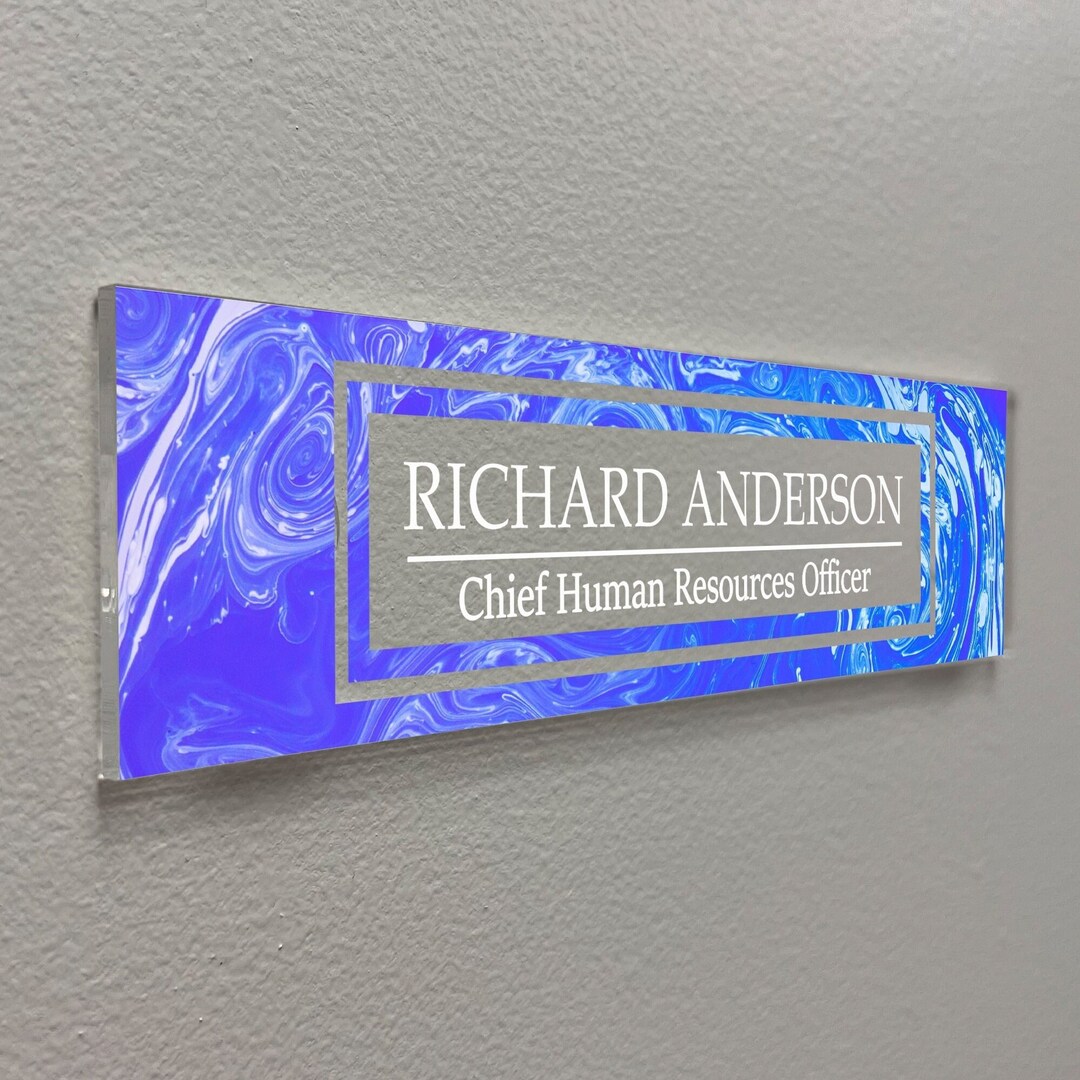 RICHARD ANDERSON
Chief Human Resources Officer